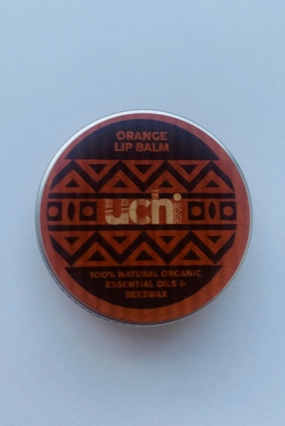 ORANGE
LIP BALM
uchi
100% NATURAL ORGANIC
ESSENTIAL OILS &
BEESWAX